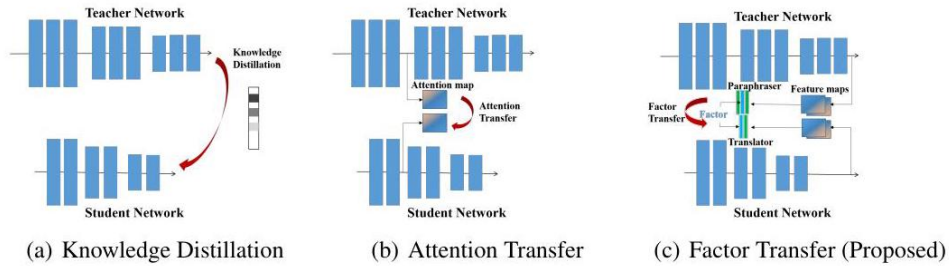 Teacher Network
Knowledge
Distillation
Student Network
(a) Knowledge Distillation
Teacher Network
Attention map
Attention
Transfer
Student Network
(b) Attention Transfer
Teacher Network
Paraphraser
Feature maps
Factor
Transfer
Factor
Translator
Student Network
(c) Factor Transfer (Proposed)